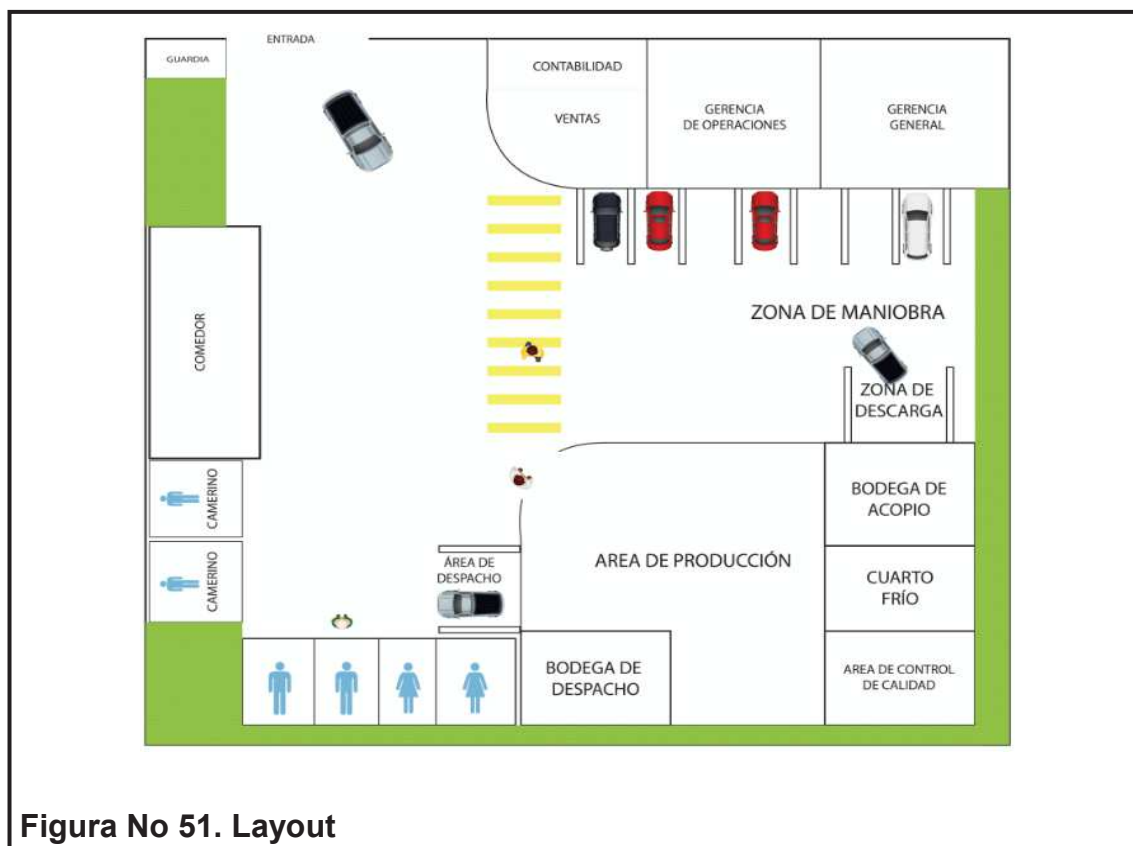 ENTRADA
GUARDIA
CONTABILIDAD
VENTAS
GERENCIA
DE OPERACIONES
GERENCIA
GENERAL
COMEDOR
ZONA DE MANIOBRA
ZONA DE
DESCARGA
CAMERINO
CAMERINO
BODEGA DE
ACOPIO
ÁREA DE
DESPACHO
AREA DE PRODUCCIÓN
CUARTO
FRÍO
BODEGA DE
DESPACHO
AREA DE CONTROL
DE CALIDAD
Figura No 51. Layout